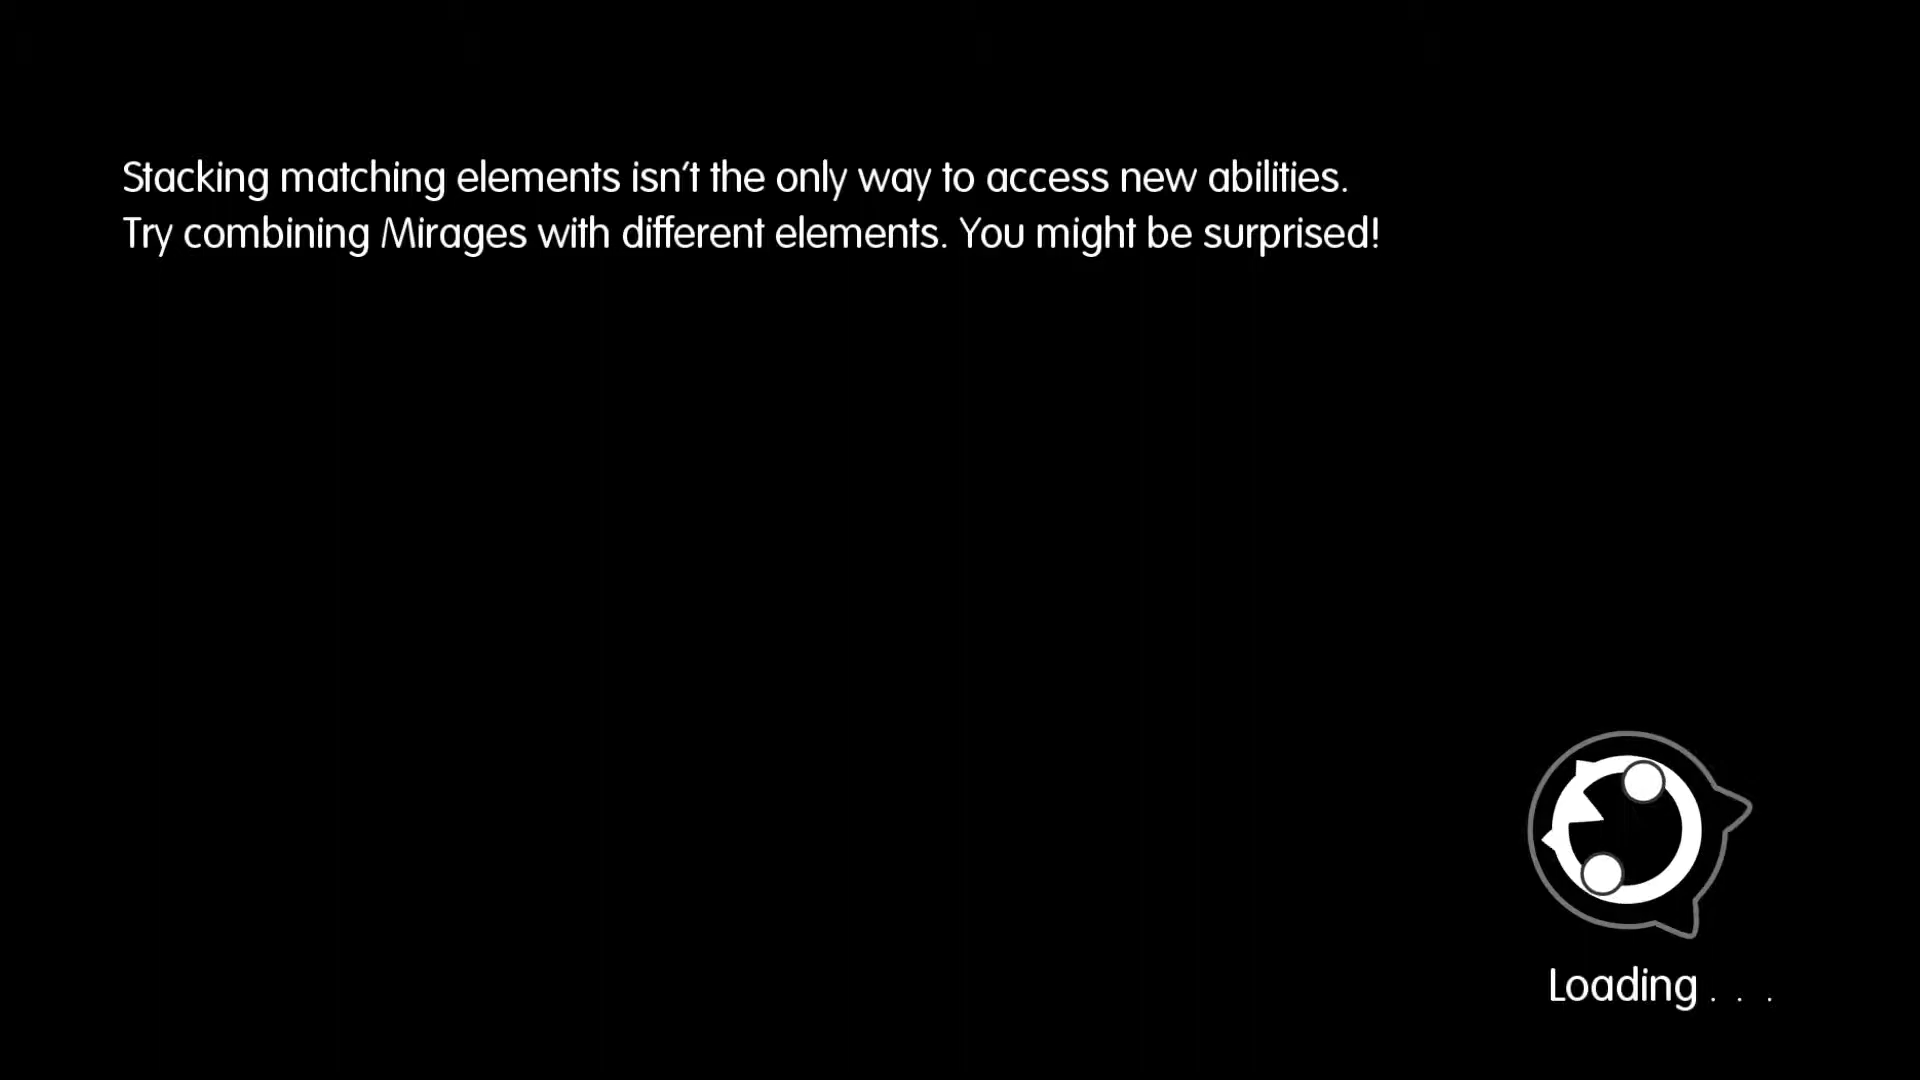 Stacking matching elements isn't the only way to access new abilities.
Try combining Mirages with different elements. You might be surprised!
Loading . . .